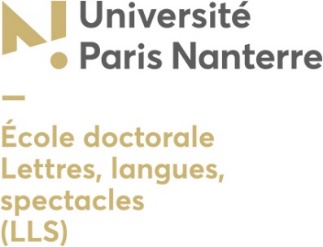 Université
Paris Nanterre
École doctorale
Lettres, langues,
spectacles
(LLS)